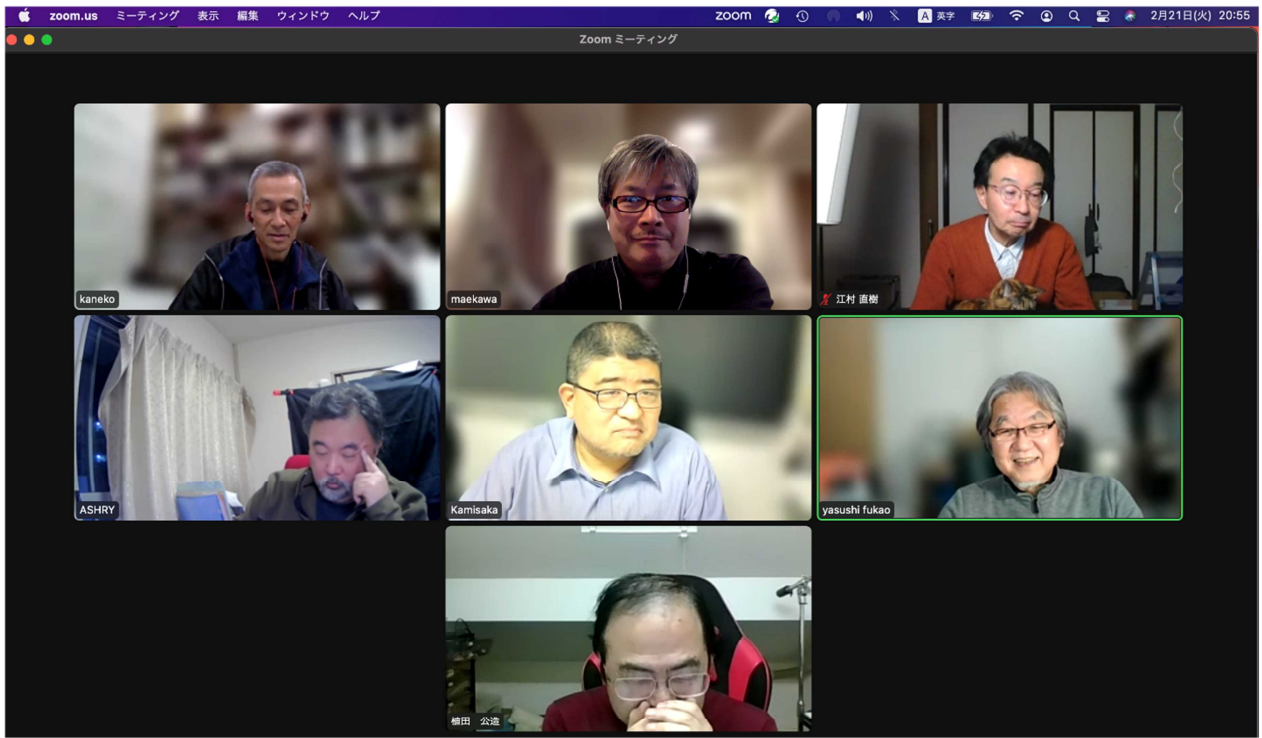 zoom.us ミーティング 表示 編集 ウィンドウ ヘルプ zoom A 英字 2月21日(火) 20:55
Zoom ミーティング
kaneko
maekawa
江村 直樹
ASHRY
Kamisaka
yasushi fukao
植田 公造